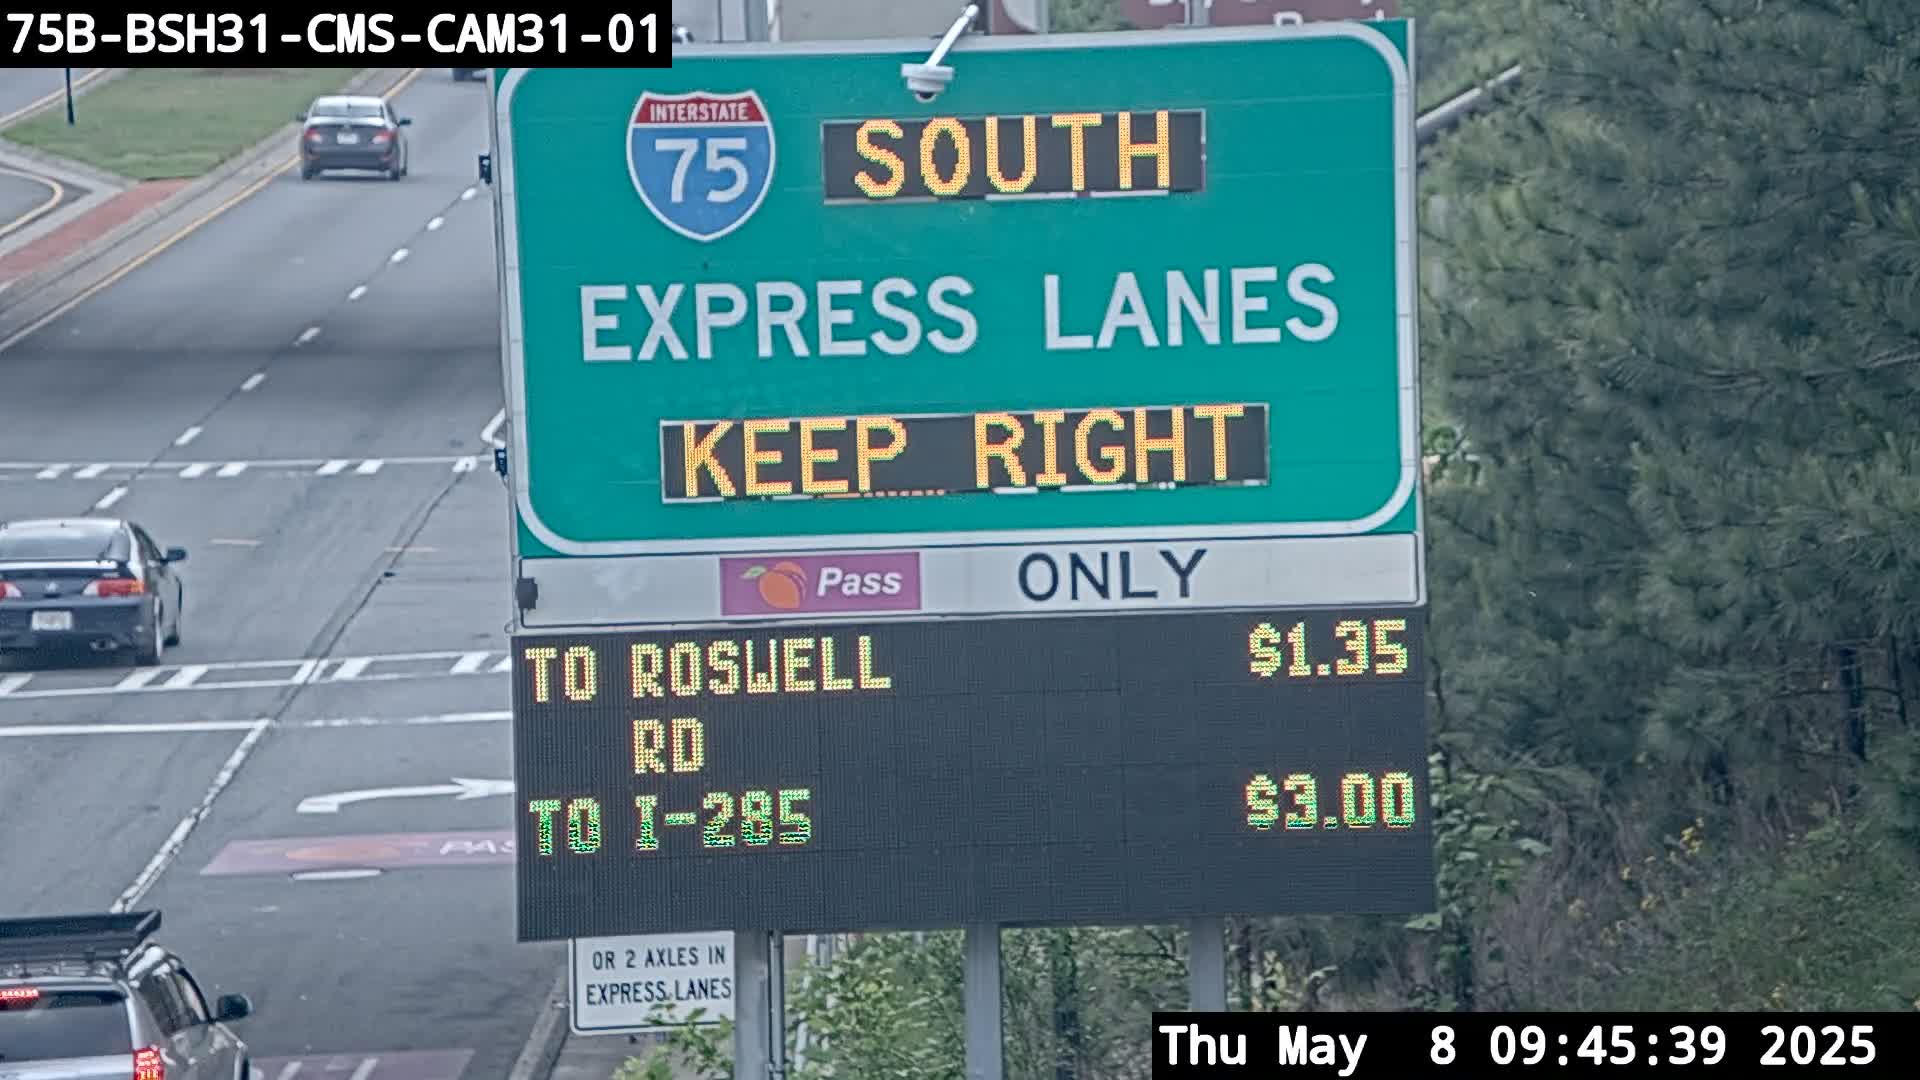 75B-BSH31-CMS-CAM31-01
INTERSTATE
75
SOUTH
EXPRESS LANES
KEEP RIGHT
Pass
ONLY
TO ROSWELL $1.35
RD
TO I-285 $3.00
OR 2 AXLES IN
EXPRESS LANES
Thu May 8 09:45:39 2025